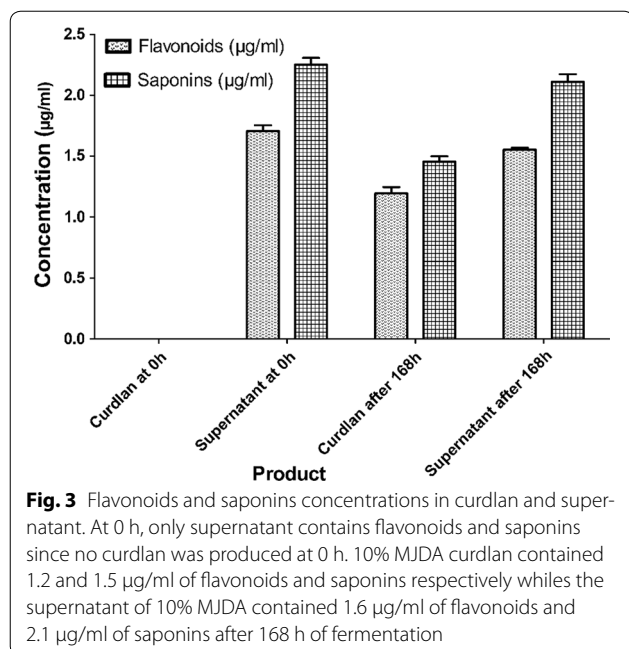 Flavonoids (µg/ml)
Saponins (µg/ml)
Concentration (µg/ml)
2.5
2.0
1.5
1.0
0.5
0.0
Curdlan at 0h
Supernatant at 0h
Curdlan after 168h
Supernatant after 168h
Product
Fig. 3 Flavonoids and saponins concentrations in curdlan and super-
natant. At 0 h, only supernatant contains flavonoids and saponins
since no curdlan was produced at 0 h. 10% MJDA curdlan contained
1.2 and 1.5 µg/ml of flavonoids and saponins respectively whiles the
supernatant of 10% MJDA contained 1.6 µg/ml of flavonoids and
2.1 µg/ml of saponins after 168 h of fermentation